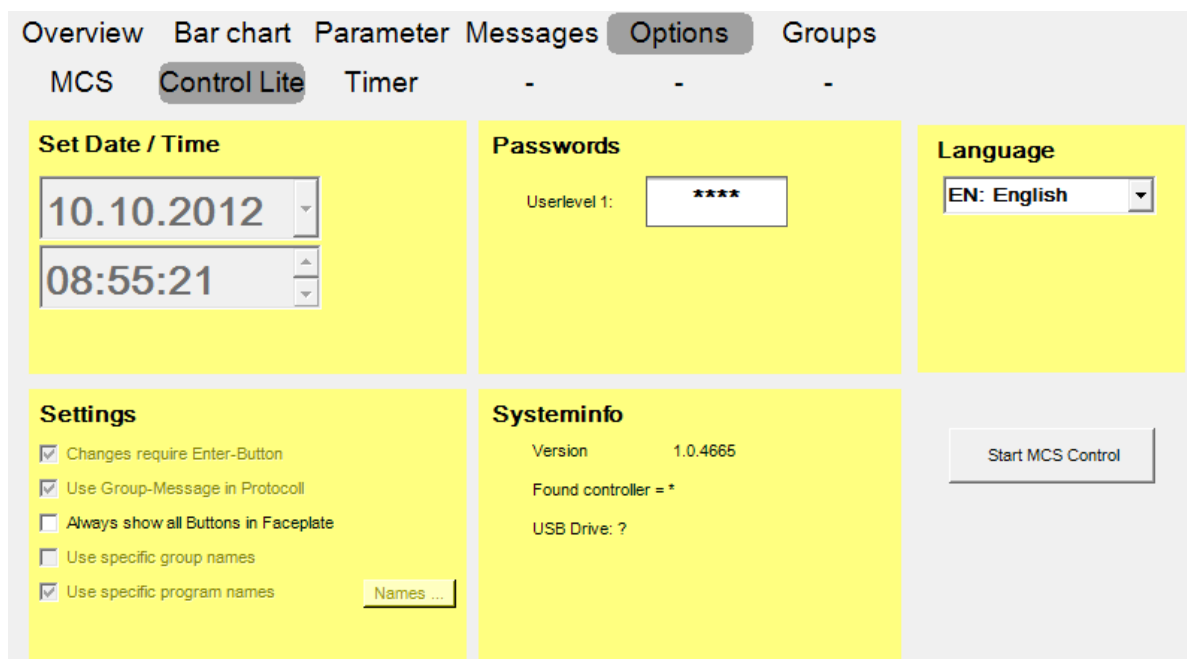 Overview Bar chart Parameter Messages Options Groups
MCS Control Lite Timer - - -
Set Date / Time
10.10.2012
08:55:21
Passwords
Userlevel 1: ****
Language
EN: English
Settings
Changes require Enter-Button
Use Group-Message in Protocoll
Always show all Buttons in Faceplate
Use specific group names
Use specific program names Names ...
Systeminfo
Version 1.0.4665
Found controller = *
USB Drive: ?
Start MCS Control